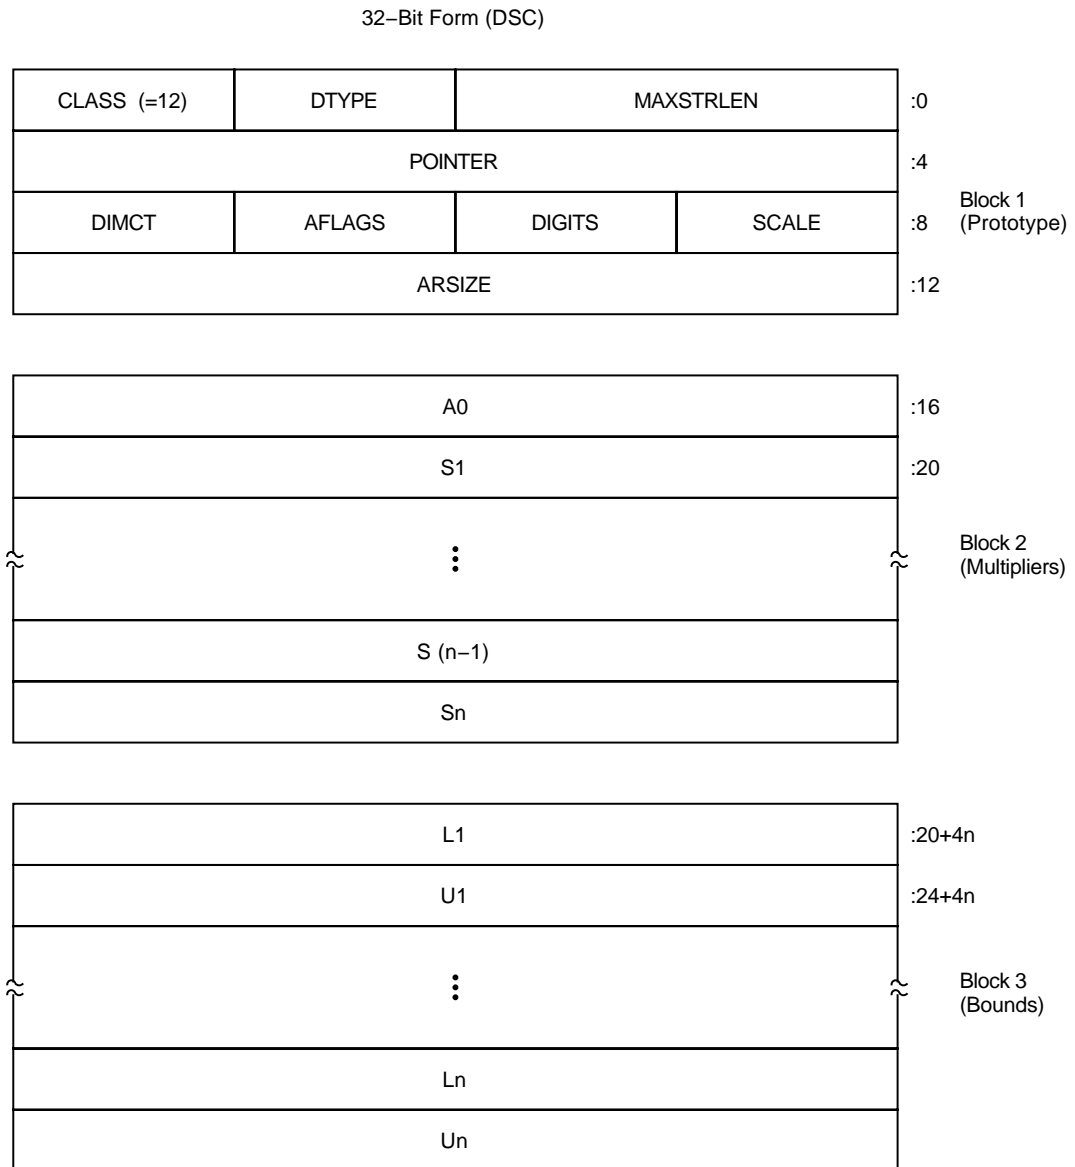 32−Bit Form (DSC)
CLASS (=12) DTYPE MAXSTRLEN :0
POINTER :4
Block 1
(Prototype)
DIMCT AFLAGS DIGITS SCALE :8
ARSIZE :12
A0 :16
S1 :20
Block 2
(Multipliers)
S (n−1)
Sn
L1 :20+4n
U1 :24+4n
Block 3
(Bounds)
Ln
Un